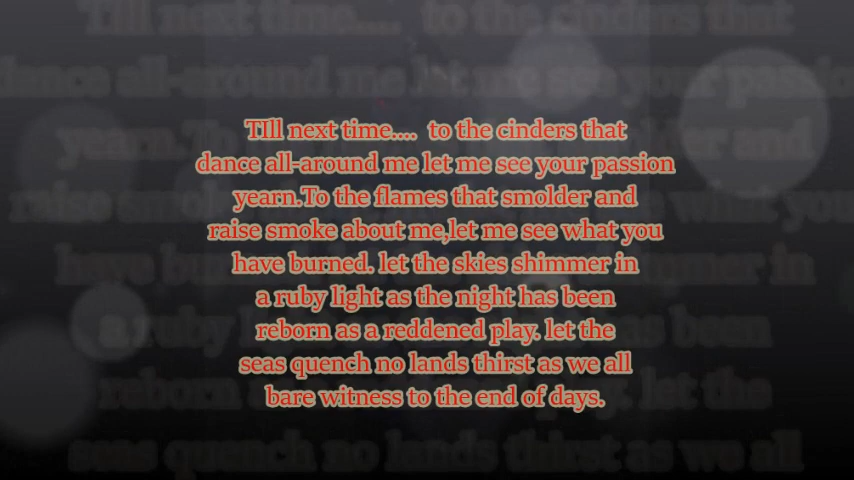 TIll next time....  to the cinders that
dance all-around me let me see your passion
yearn.To the flames that smolder and
raise smoke about me,let me see what you
have burned. let the skies shimmer in
a ruby light as the night has been
reborn as a reddened play. let the
seas quench no lands thirst as we all
bare witness to the end of days.